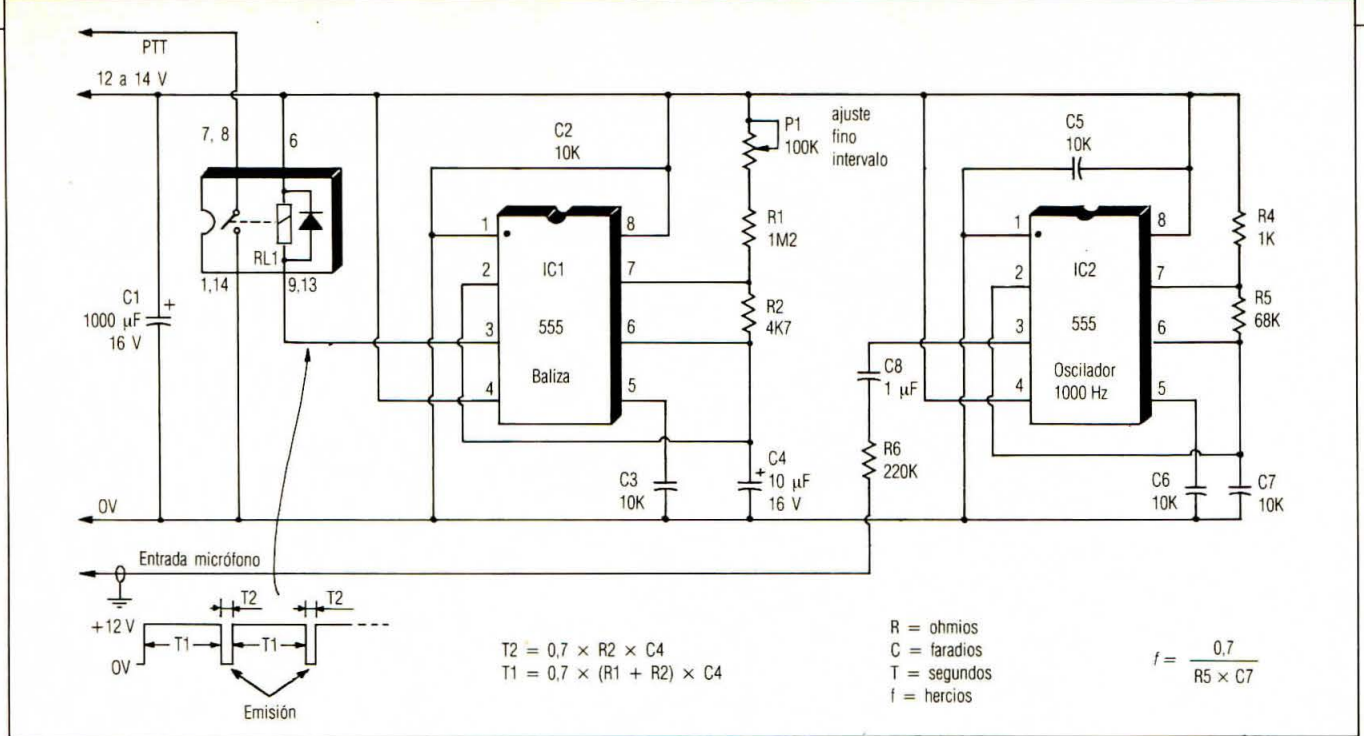 PTT
12 a 14 V
7, 8
6
RL1
1,14
9,13
C1
1000 µF
16 V
+
C2
10K
1
2
3
4
8
7
6
5
IC1
555
Baliza
P1
100K
ajuste
fino
intervalo
R1
1M2
R2
4K7
C3
10K
+
C4
10 µF
16 V
C8
1 µF
R6
220K
C5
10K
1
2
3
4
8
7
6
5
IC2
555
Oscilador
1000 Hz
R4
1K
R5
68K
C6
10K
C7
10K
0V
Entrada micrófono
T2
T2
+12 V
0V
T1
T1
Emisión
T2 = 0,7 × R2 × C4
T1 = 0,7 × (R1 + R2) × C4
R = ohmios
C = faradios
T = segundos
f = hercios
f = 0,7 / R5 × C7